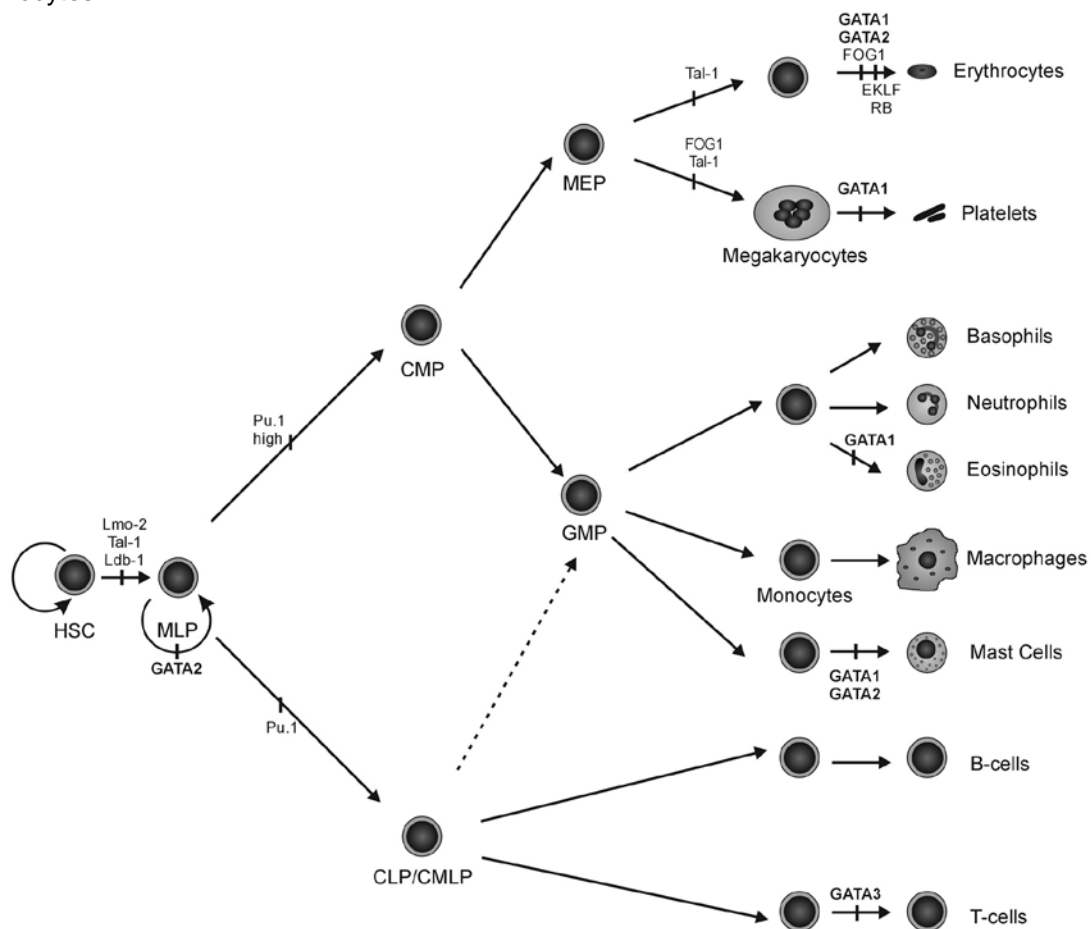 GATA1
GATA2
FOG1
Tal-1
EKLF
RB
Erythrocytes
MEP
FOG1
Tal-1
GATA1
Platelets
Megakaryocytes
CMP
Basophils
Neutrophils
GATA1
Eosinophils
Pu.1
high
GMP
Lmo-2
Tal-1
Ldb-1
Macrophages
Monocytes
HSC
MLP
GATA2
Mast Cells
GATA1
GATA2
Pu.1
B-cells
CLP/CMLP
GATA3
T-cells